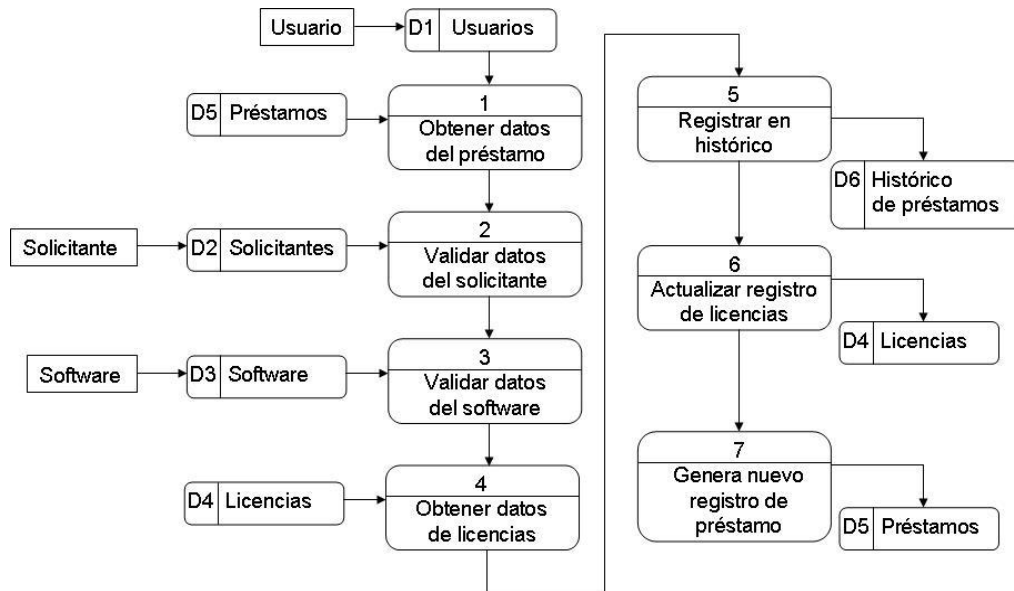 Usuario
D1 Usuarios
D5 Préstamos
1
Obtener datos
del préstamo
Solicitante
D2 Solicitantes
2
Validar datos
del solicitante
Software
D3 Software
3
Validar datos
del software
D4 Licencias
4
Obtener datos
de licencias
5
Registrar en
histórico
D6 Histórico
de préstamos
6
Actualizar registro
de licencias
D4 Licencias
7
Genera nuevo
registro de
préstamo
D5 Préstamos